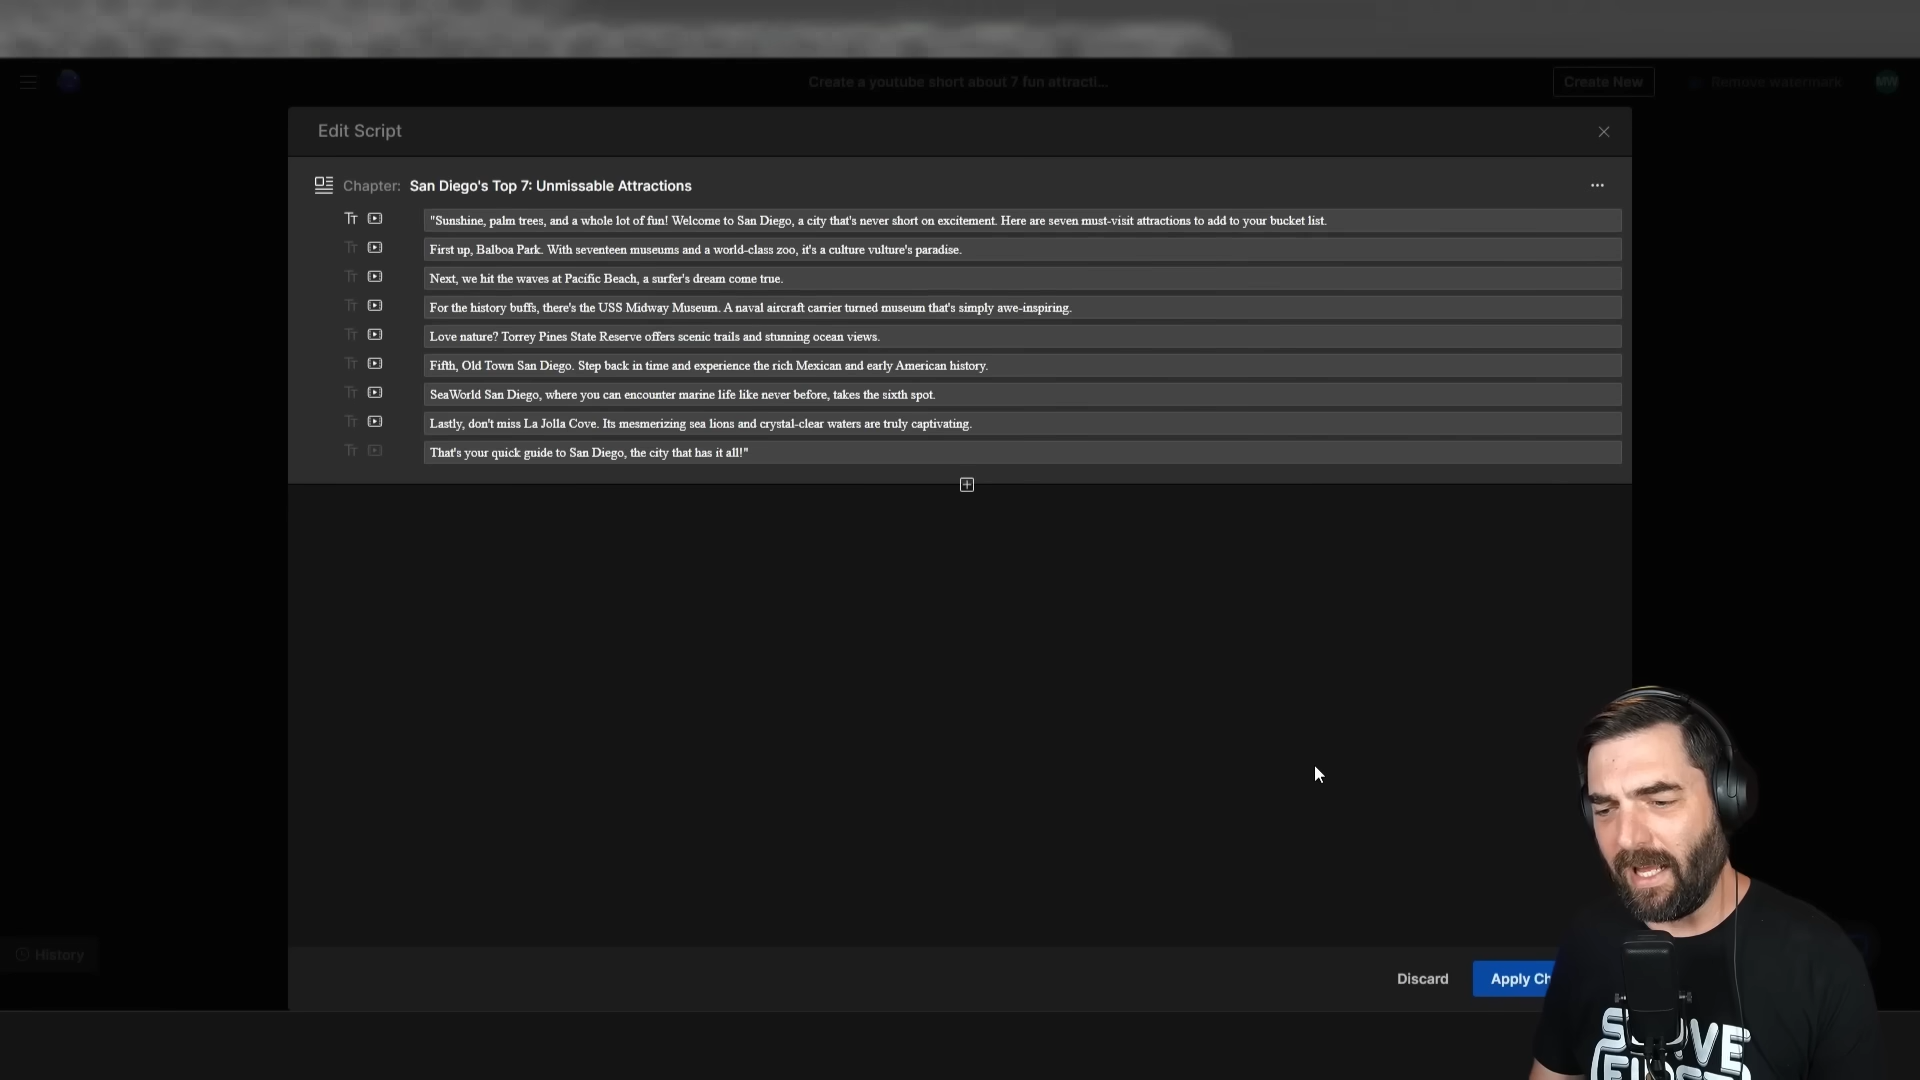 Create a youtube short about 7 fun attracti...
Create New
Remove watermark
MW
Edit Script
Chapter: San Diego's Top 7: Unmissable Attractions
"Sunshine, palm trees, and a whole lot of fun! Welcome to San Diego, a city that's never short on excitement. Here are seven must-visit attractions to add to your bucket list.
First up, Balboa Park. With seventeen museums and a world-class zoo, it's a culture vulture's paradise.
Next, we hit the waves at Pacific Beach, a surfer's dream come true.
For the history buffs, there's the USS Midway Museum. A naval aircraft carrier turned museum that's simply awe-inspiring.
Love nature? Torrey Pines State Reserve offers scenic trails and stunning ocean views.
Fifth, Old Town San Diego. Step back in time and experience the rich Mexican and early American history.
SeaWorld San Diego, where you can encounter marine life like never before, takes the sixth spot.
Lastly, don't miss La Jolla Cove. Its mesmerizing sea lions and crystal-clear waters are truly captivating.
That's your quick guide to San Diego, the city that has it all!"
History
Discard
Apply Ch